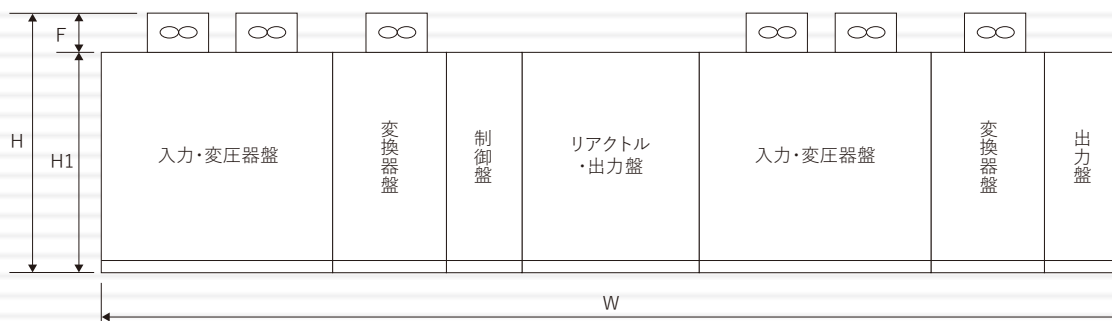 F
H
H1
入力・変圧器盤
変換器盤
制御盤
リアクトル
・出力盤
入力・変圧器盤
変換器盤
出力盤
W